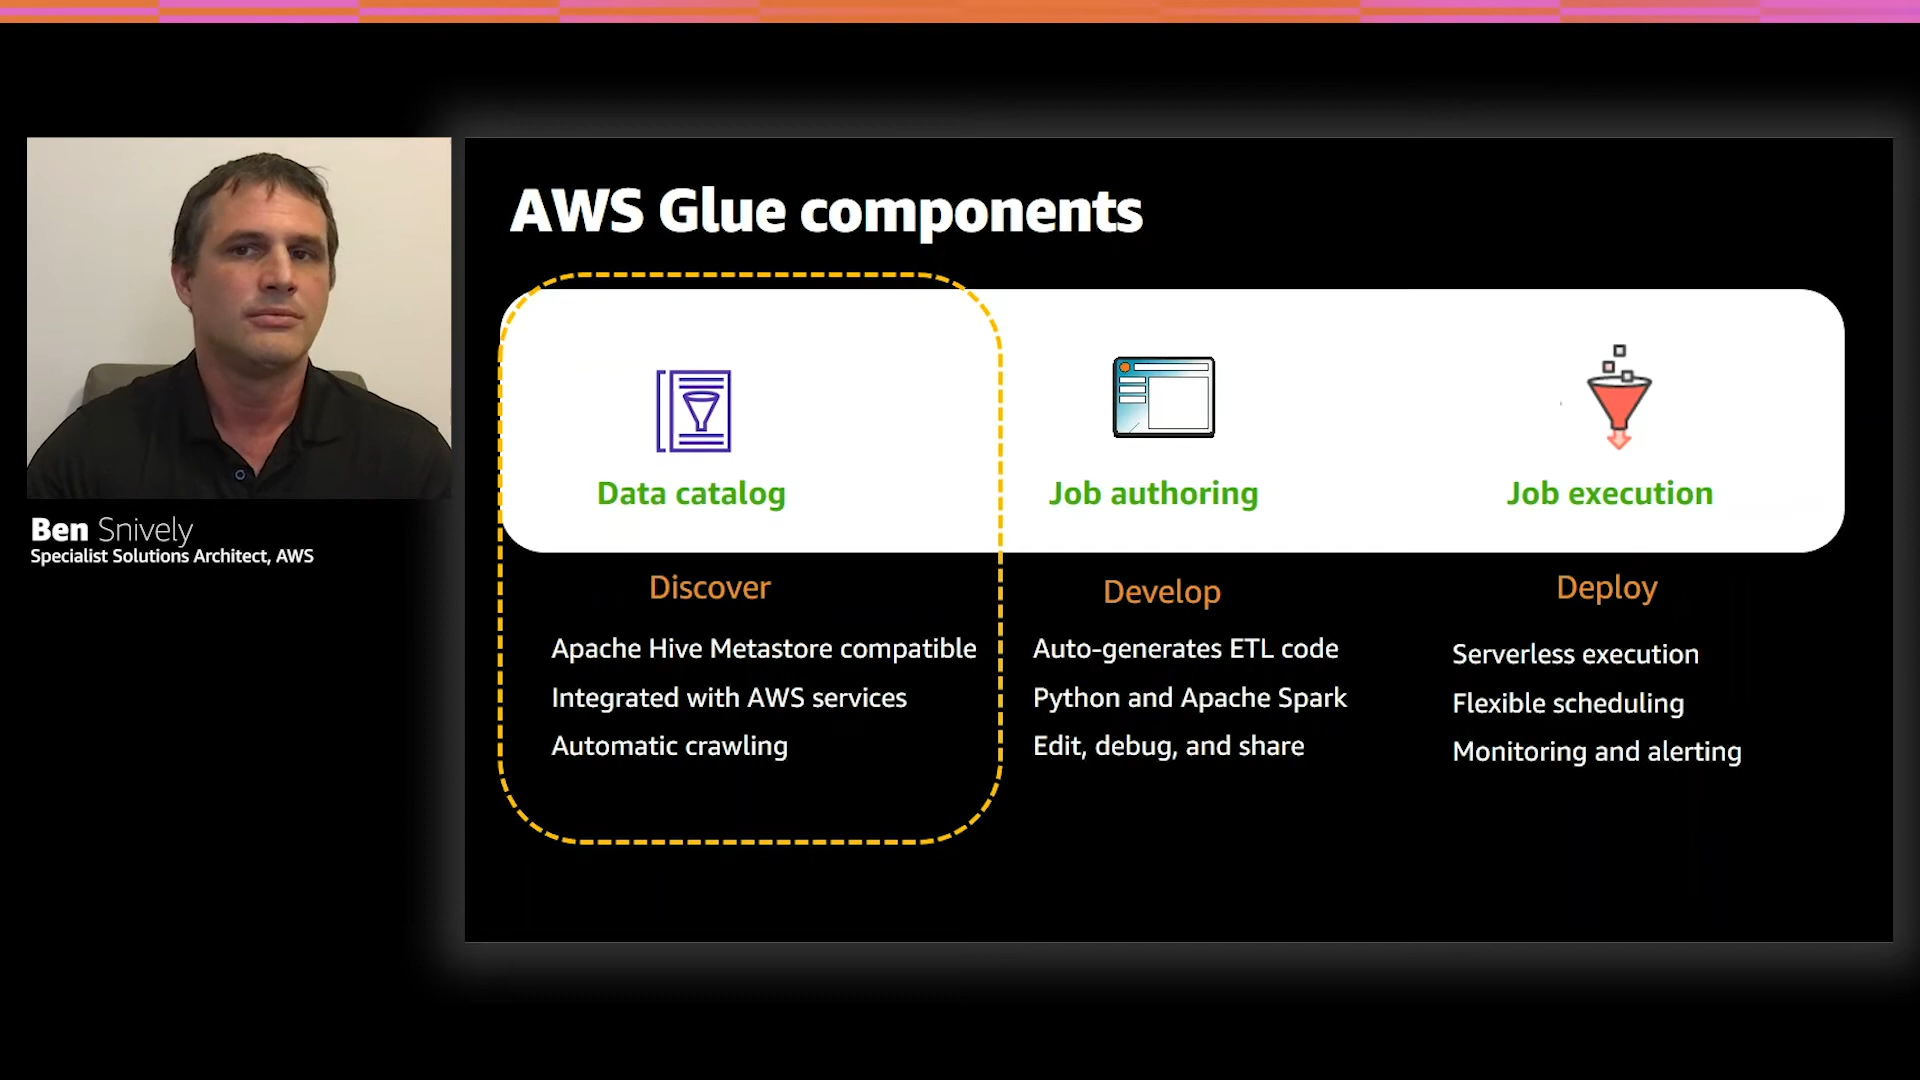 AWS Glue components
Data catalog
Job authoring
Job execution
Discover
Apache Hive Metastore compatible
Integrated with AWS services
Automatic crawling
Develop
Auto-generates ETL code
Python and Apache Spark
Edit, debug, and share
Deploy
Serverless execution
Flexible scheduling
Monitoring and alerting
Ben Snively
Specialist Solutions Architect, AWS